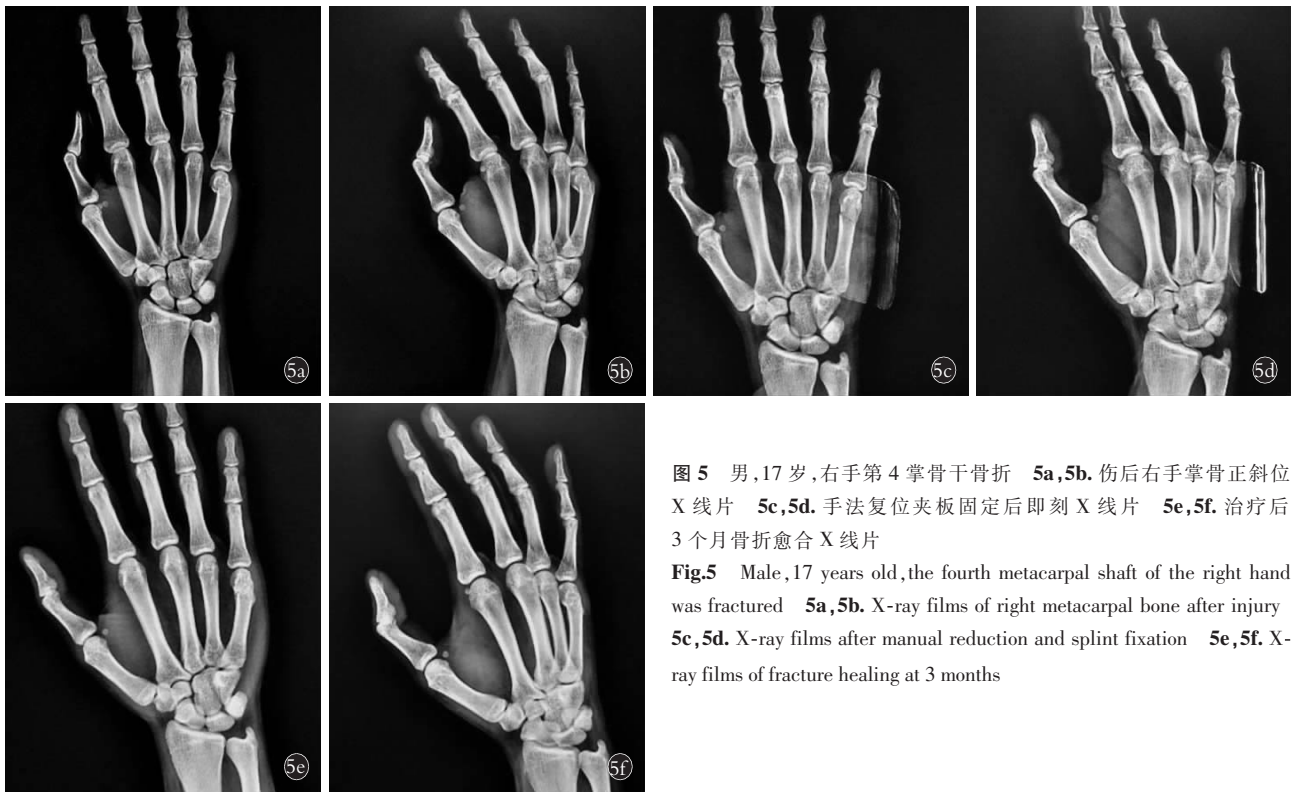 5a
5b
5c
5d
5e
5f
图 5 男,17 岁,右手第 4 掌骨干骨折 5a,5b. 伤后右手掌骨正斜位
X 线片 5c,5d. 手法复位夹板固定后即刻 X 线片 5e,5f. 治疗后
3 个月骨折愈合 X 线片
Fig.5 Male,17 years old,the fourth metacarpal shaft of the right hand
was fractured 5a,5b. X-ray films of right metacarpal bone after injury
5c,5d. X-ray films after manual reduction and splint fixation 5e,5f. X-
ray films of fracture healing at 3 months